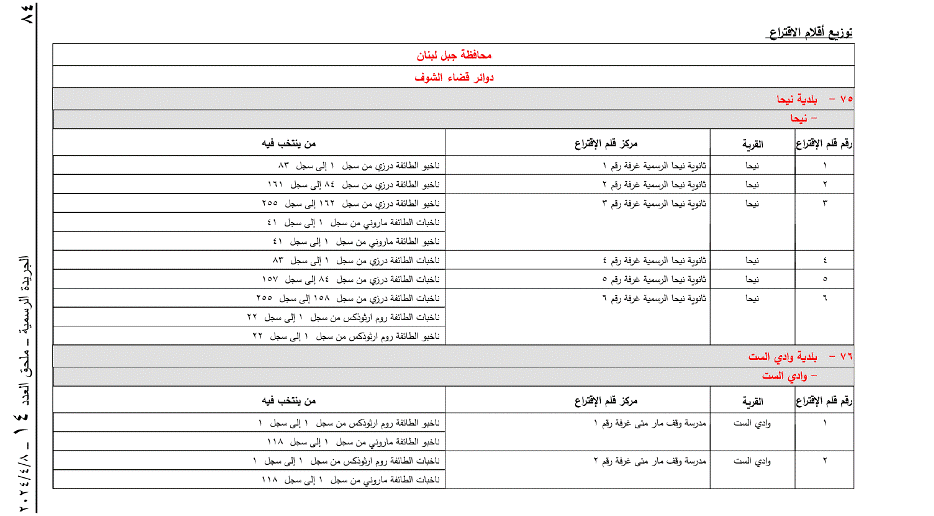 ٨٤
الجريدة الرسمية – ملحق العدد ١٤ – ٢٠٢٤/٤/٨
توزيع أقلام الإقتراع
محافظة جبل لبنان
دوائر قضاء الشوف
٧٥ – بلدية نيحا
– نيحا
رقم قلم الإقتراع القرية مركز قلم الإقتراع من ينتخب فيه
١ نيحا ثانوية نيحا الرسمية غرفة رقم ١ ناخبو الطائفة درزي من سجل ١ إلى سجل ٨٣
٢ نيحا ثانوية نيحا الرسمية غرفة رقم ٢ ناخبو الطائفة درزي من سجل ٨٤ إلى سجل ١٦١
٣ نيحا ثانوية نيحا الرسمية غرفة رقم ٣ ناخبو الطائفة درزي من سجل ١٦٢ إلى سجل ٢٥٥
ناخبات الطائفة ماروني من سجل ١ إلى سجل ٤١
ناخبو الطائفة ماروني من سجل ١ إلى سجل ٤١
٤ نيحا ثانوية نيحا الرسمية غرفة رقم ٤ ناخبات الطائفة درزي من سجل ١ إلى سجل ٨٣
٥ نيحا ثانوية نيحا الرسمية غرفة رقم ٥ ناخبات الطائفة درزي من سجل ٨٤ إلى سجل ١٥٧
٦ نيحا ثانوية نيحا الرسمية غرفة رقم ٦ ناخبات الطائفة درزي من سجل ١٥٨ إلى سجل ٢٥٥
ناخبات الطائفة روم ارثوذكس من سجل ١ إلى سجل ٢٢
ناخبو الطائفة روم ارثوذكس من سجل ١ إلى سجل ٢٢
٧٦ – بلدية وادي الست
– وادي الست
رقم قلم الإقتراع القرية مركز قلم الإقتراع من ينتخب فيه
١ وادي الست مدرسة وقف مار متى غرفة رقم ١ ناخبو الطائفة روم ارثوذكس من سجل ١ إلى سجل ١
ناخبو الطائفة ماروني من سجل ١ إلى سجل ١١٨
٢ وادي الست مدرسة وقف مار متى غرفة رقم ٢ ناخبات الطائفة روم ارثوذكس من سجل ١ إلى سجل ١
ناخبات الطائفة ماروني من سجل ١ إلى سجل ١١٨